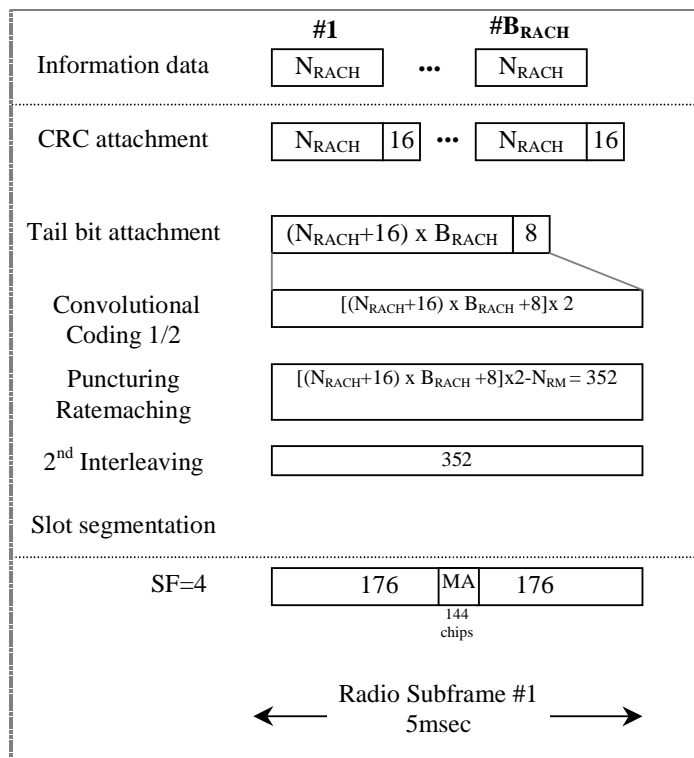 #1 #B_RACH
Information data N_RACH ... N_RACH
CRC attachment N_RACH 16 ... N_RACH 16
Tail bit attachment (N_RACH+16) x B_RACH 8
Convolutional
Coding 1/2
[(N_RACH+16) x B_RACH +8]x 2
Puncturing
Ratemaching
[(N_RACH+16) x B_RACH +8]x2-N_RM = 352
2nd Interleaving 352
Slot segmentation
SF=4 176 MA 176
144
chips
Radio Subframe #1
5msec